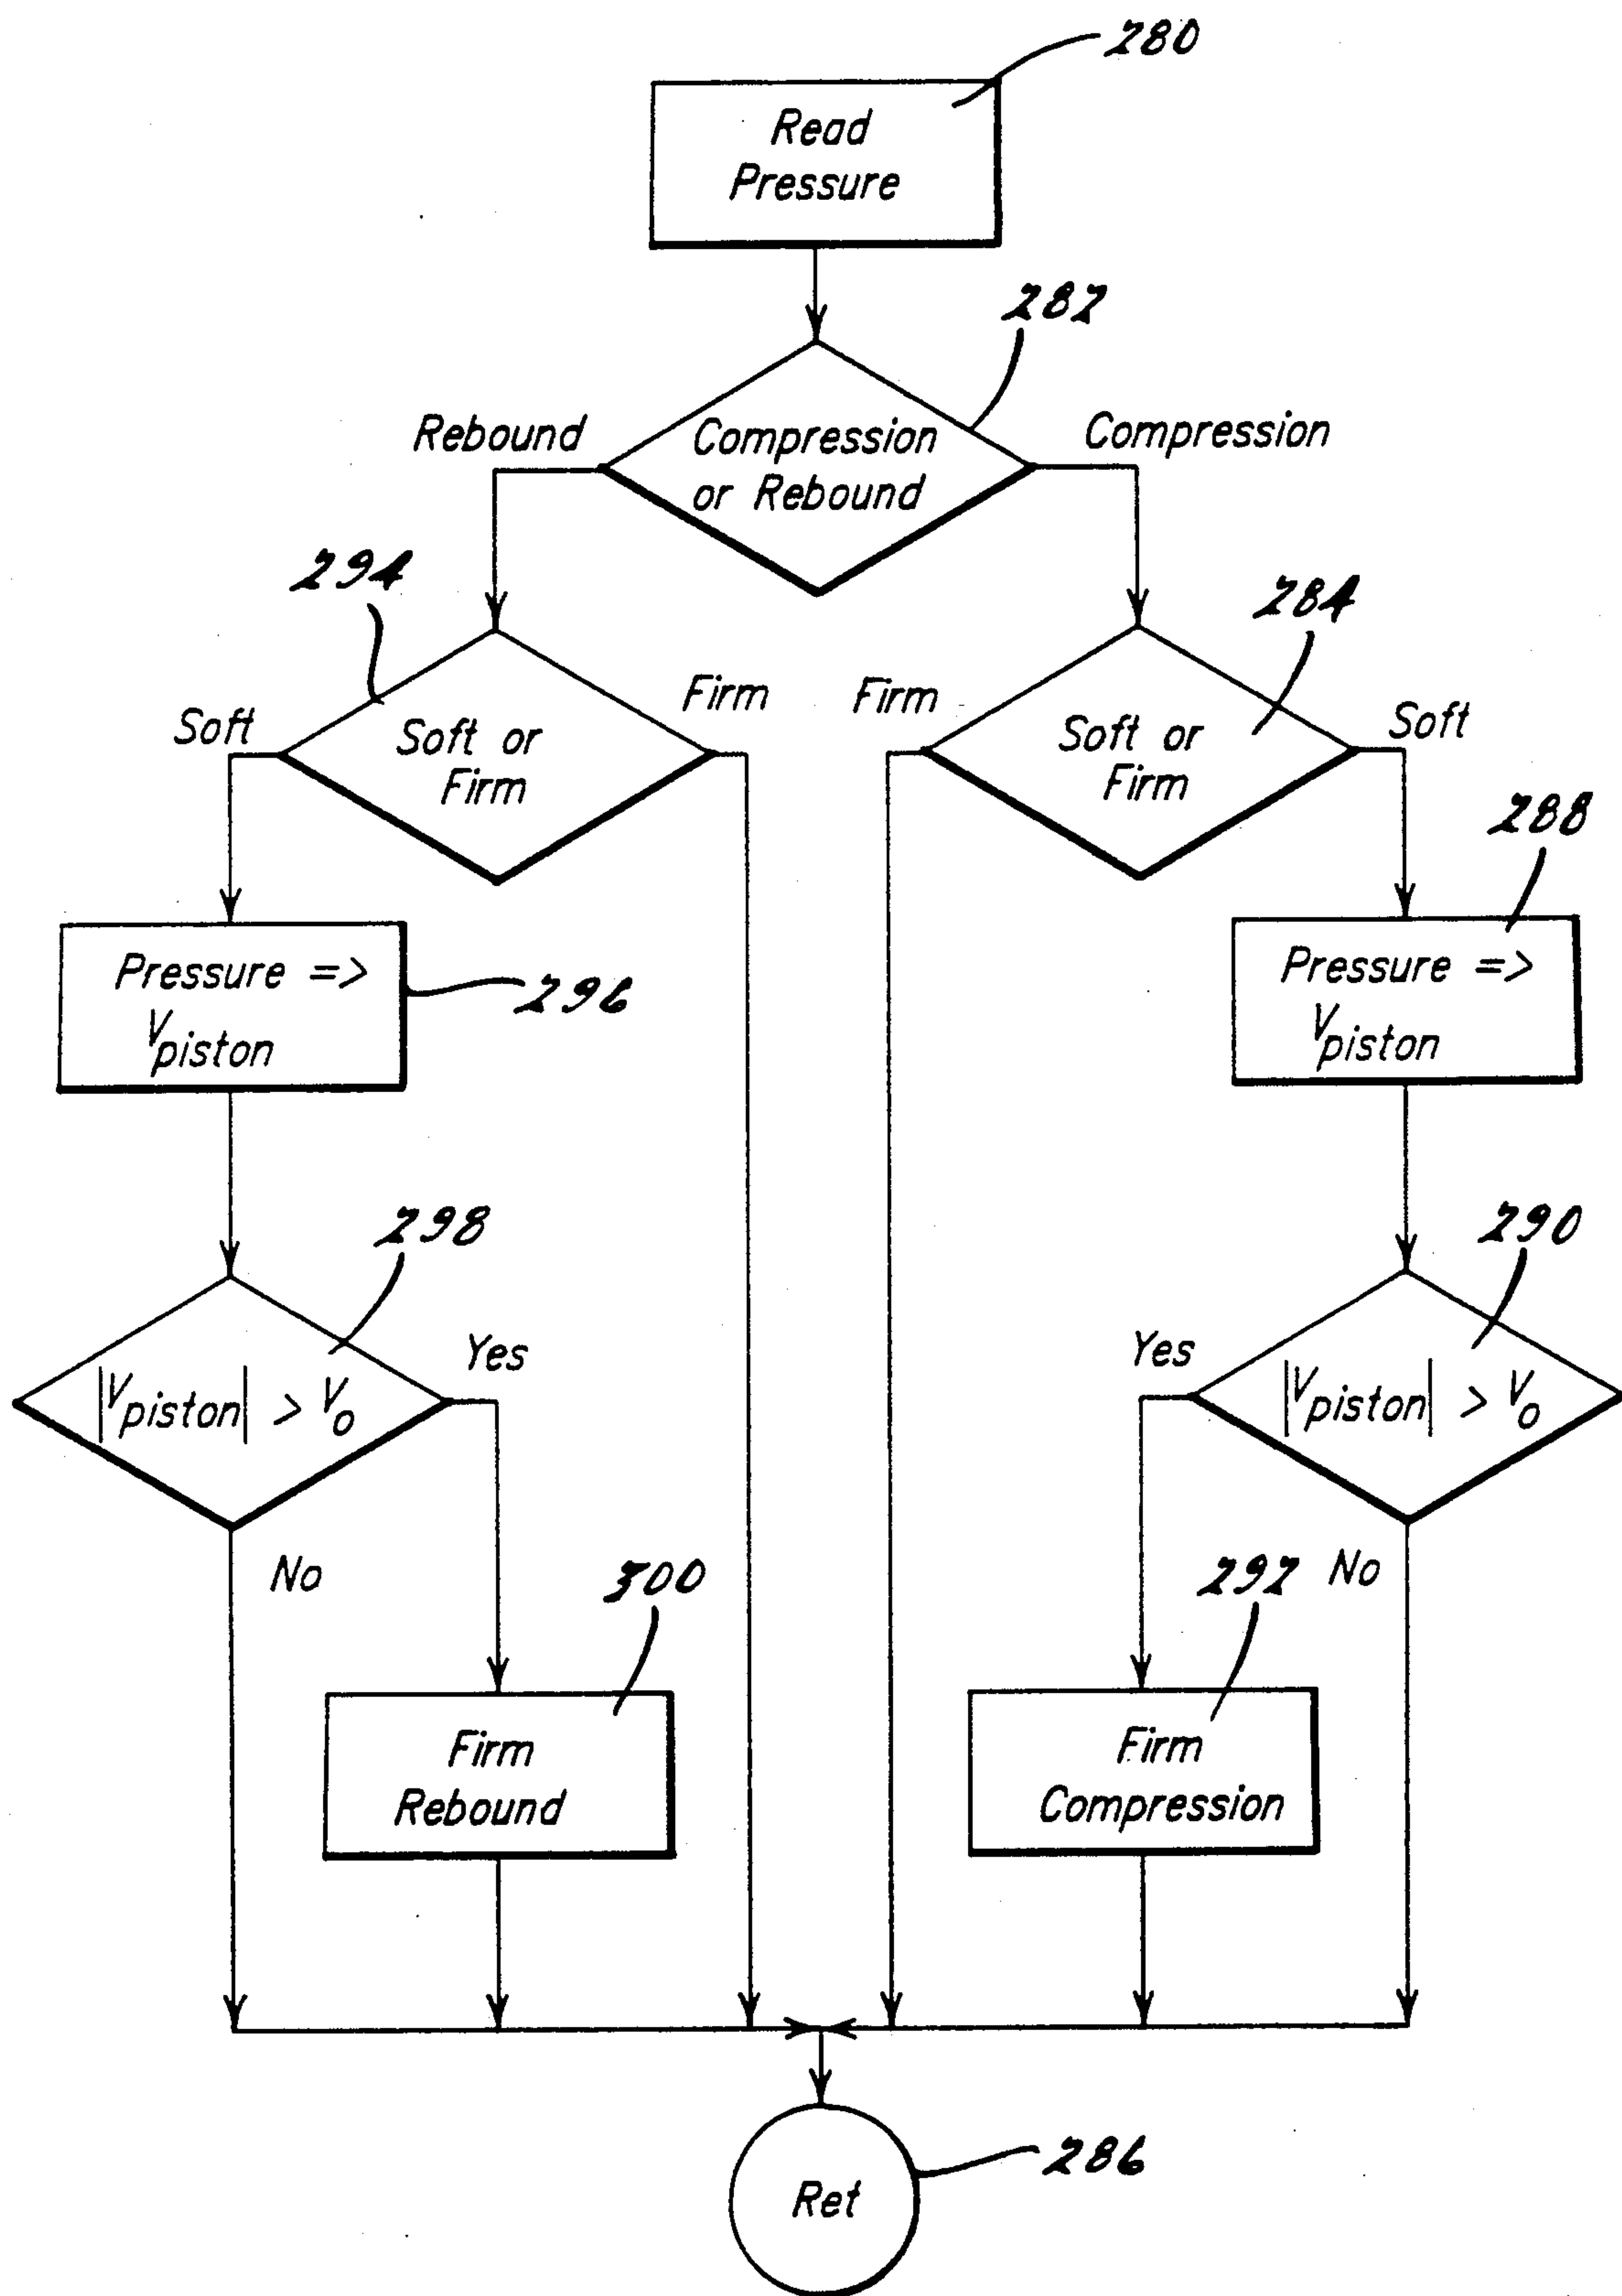 280
Read
Pressure
282
Rebound
Compression
or Rebound
Compression
294
284
Soft
Soft or
Firm
Firm
Firm
Soft or
Firm
Soft
288
Pressure =>
Vpiston
296
Pressure =>
Vpiston
298
290
|Vpiston| > Vo
Yes
Yes
|Vpiston| > Vo
No
300
292
No
Firm
Rebound
Firm
Compression
Ret
286